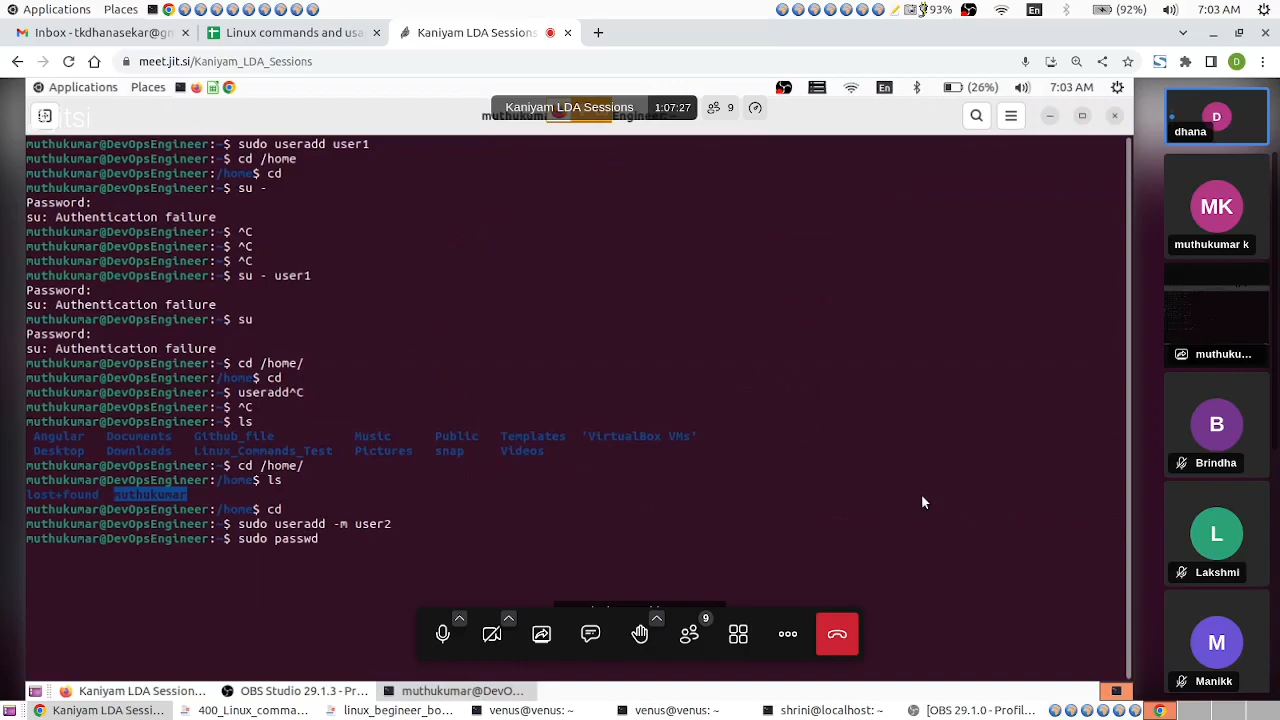 Applications Places 93% En (92%) 7:03 AM
Inbox - tkdhanasekar@gm Linux commands and usa Kaniyam LDA Sessions
meet.jit.si/Kaniyam_LDA_Sessions
Applications Places En (26%) 7:03 AM
Kaniyam LDA Sessions 1:07:27 9
muthukumar@DevOpsEngineer:~$ sudo useradd user1
muthukumar@DevOpsEngineer:~$ cd /home
muthukumar@DevOpsEngineer:/home$ cd
muthukumar@DevOpsEngineer:~$ su -
Password:
su: Authentication failure
muthukumar@DevOpsEngineer:~$ ^C
muthukumar@DevOpsEngineer:~$ ^C
muthukumar@DevOpsEngineer:~$ ^C
muthukumar@DevOpsEngineer:~$ su - user1
Password:
su: Authentication failure
muthukumar@DevOpsEngineer:~$ su
Password:
su: Authentication failure
muthukumar@DevOpsEngineer:~$ cd /home/
muthukumar@DevOpsEngineer:/home$ cd
muthukumar@DevOpsEngineer:~$ useradd^C
muthukumar@DevOpsEngineer:~$ ^C
muthukumar@DevOpsEngineer:~$ ls
Angular Documents Github_file Music Public Templates 'VirtualBox VMs'
Desktop Downloads Linux_Commands_Test Pictures snap Videos
muthukumar@DevOpsEngineer:~$ cd /home/
muthukumar@DevOpsEngineer:/home$ ls
lost+found muthukumar
muthukumar@DevOpsEngineer:/home$ cd
muthukumar@DevOpsEngineer:~$ sudo useradd -m user2
muthukumar@DevOpsEngineer:~$ sudo passwd
D
dhana
MK
muthukumar k
muthuku...
B
Brindha
L
Lakshmi
M
Manikk
9
Kaniyam LDA Session... OBS Studio 29.1.3 - Pr... muthukumar@DevO...
Kaniyam LDA Sessi... 400_Linux_comma... linux_beginer_bo... venus@venus: ~ venus@venus: ~ shrini@shrini: ~ [OBS 29.1.0 - Profil...